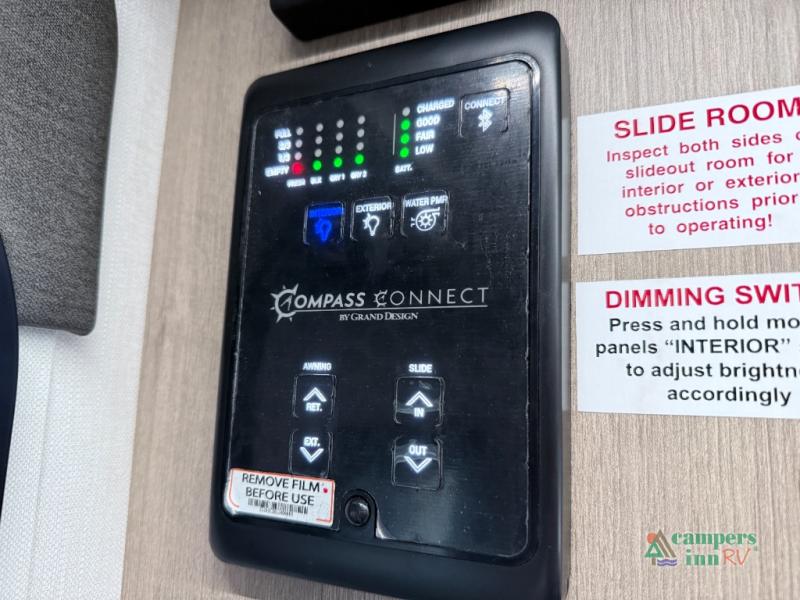 FULL
2/3
1/3
EMPTY
FRESH BLK GRY 1 GRY 2
CHARGED
GOOD
FAIR
LOW
BATT.
CONNECT
INTERIOR
EXTERIOR
WATER PMP
COMPASS CONNECT
BY GRAND DESIGN
AWNING
RET.
EXT.
SLIDE
IN
OUT
REMOVE FILM
BEFORE USE
SLIDE ROOM
Inspect both sides
slideout room for
interior or exterior
obstructions prior
to operating!
DIMMING
Press and hold
panels "INTERIOR"
to adjust
accordingly
campers
inn RV